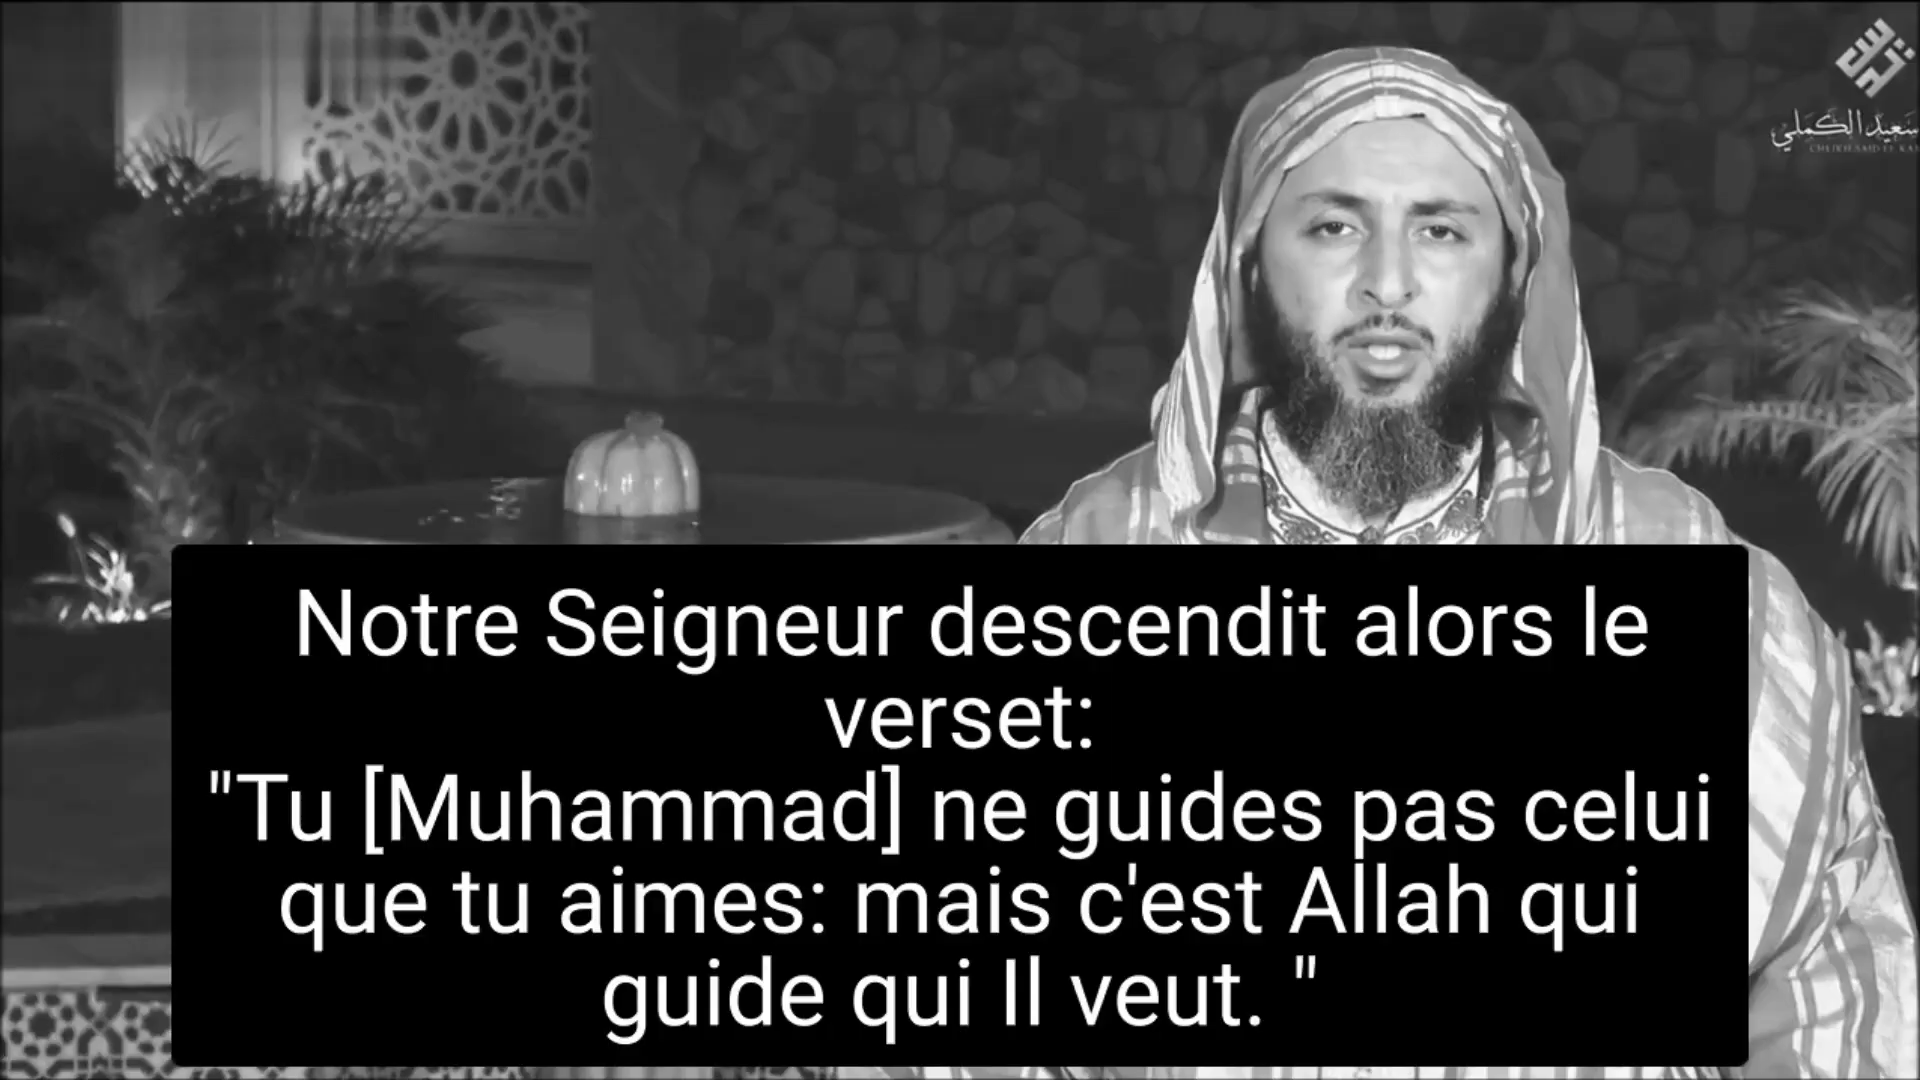 سعيد الكملي
Notre Seigneur descendit alors le
verset:
"Tu [Muhammad] ne guides pas celui
que tu aimes: mais c'est Allah qui
guide qui Il veut. "